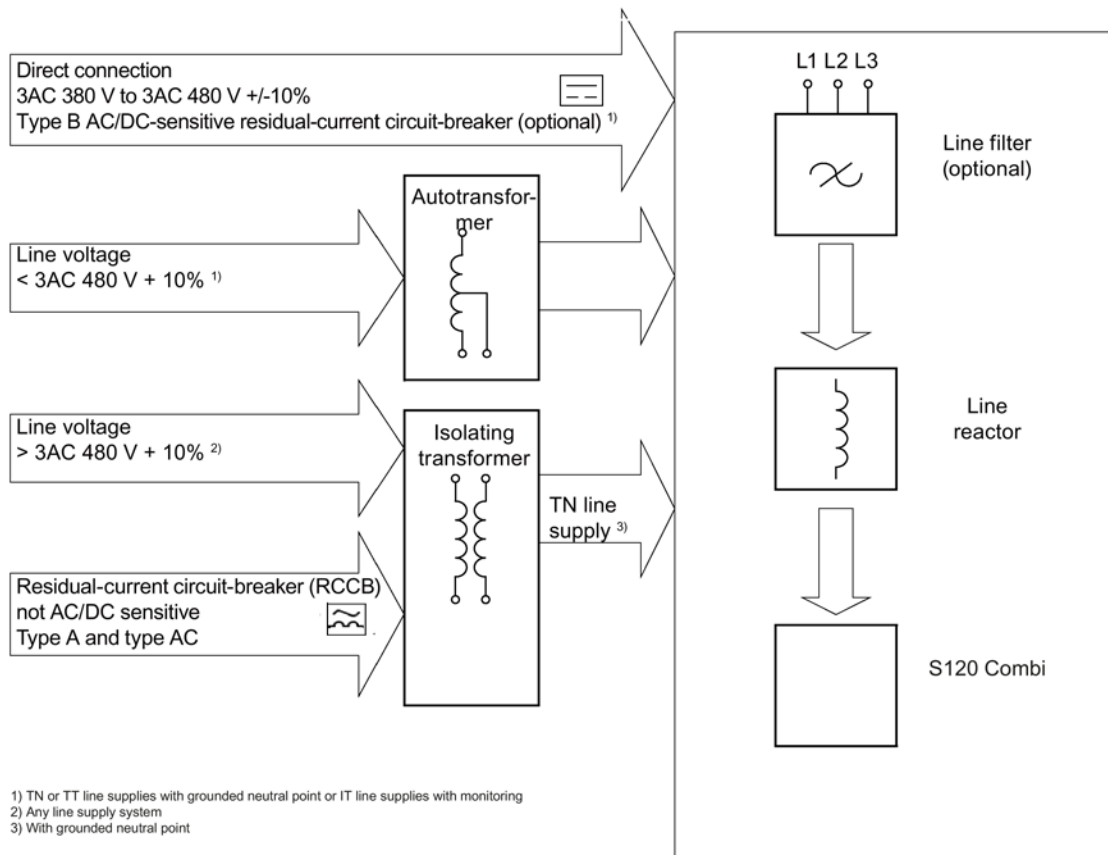 Direct connection
3AC 380 V to 3AC 480 V +/-10%
Type B AC/DC-sensitive residual-current circuit-breaker (optional) 1)
Line voltage
< 3AC 480 V + 10% 1)
Autotransfor-
mer
Line voltage
> 3AC 480 V + 10% 2)
Isolating
transformer
TN line
supply 3)
Residual-current circuit-breaker (RCCB)
not AC/DC sensitive
Type A and type AC
L1 L2 L3
Line filter
(optional)
Line
reactor
S120 Combi
1) TN or TT line supplies with grounded neutral point or IT line supplies with monitoring
2) Any line supply system
3) With grounded neutral point